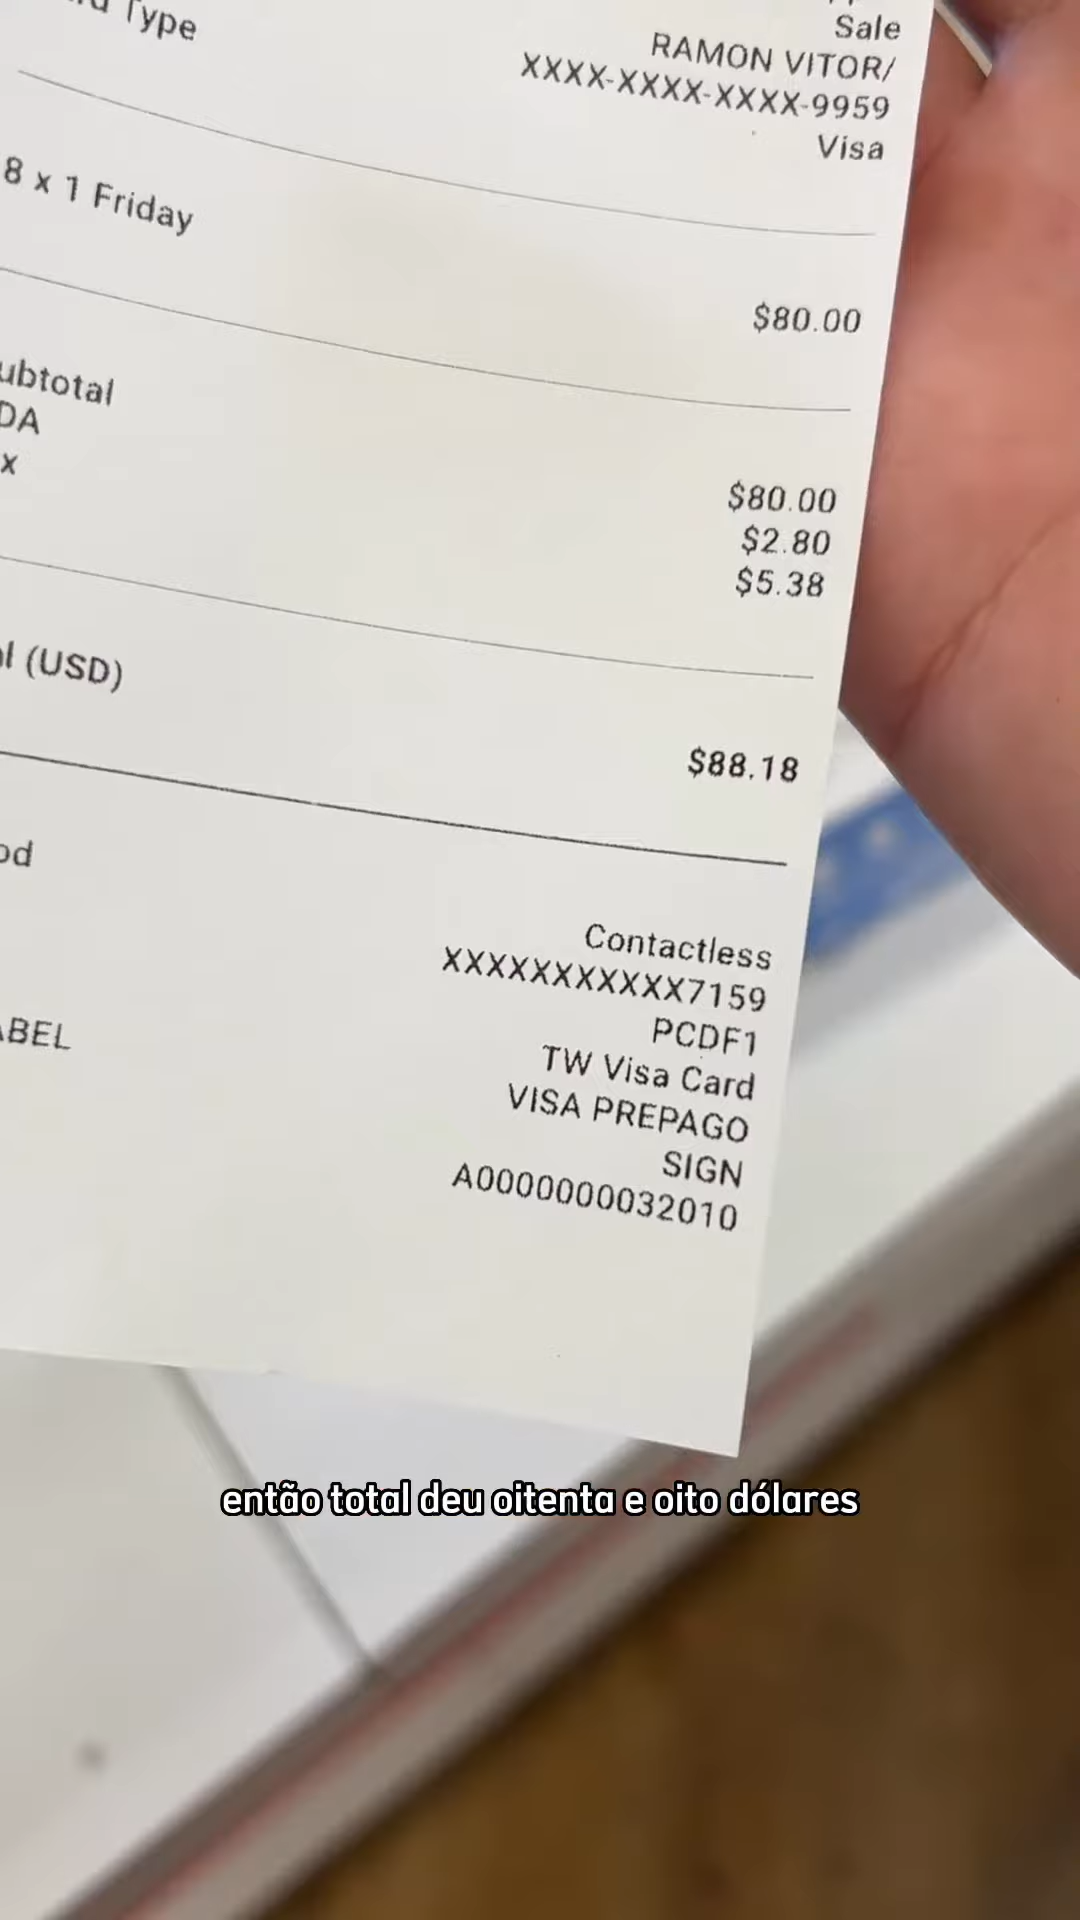 Type
Sale
RAMON VITOR/
XXXX-XXXX-XXXX-9959
Visa
8 x 1 Friday
$80.00
ubtotal
$80.00
DA
$2.80
x
$5.38
l (USD)
$88.18
od
Contactless
XXXXXXXXXXX7159
PCDF1
TW Visa Card
ABEL
VISA PREPAGO
SIGN
A0000000032010
então total deu oitenta e oito dólares